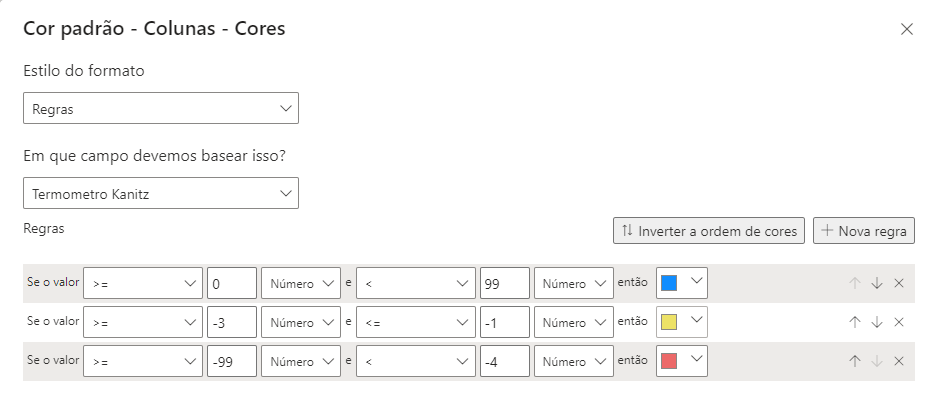 Cor padrão - Colunas - Cores
Estilo do formato
Regras
Em que campo devemos basear isso?
Termometro Kanitz
Regras
Inverter a ordem de cores
Nova regra
Se o valor >= 0 Número e < 99 Número então
Se o valor >= -3 Número e <= -1 Número então
Se o valor >= -99 Número e < -4 Número então